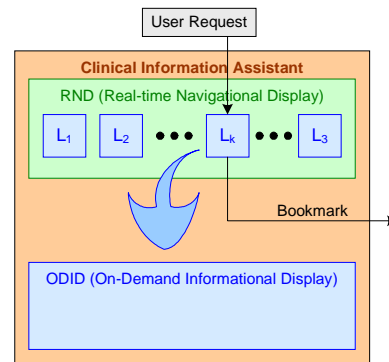 User Request
Clinical Information Assistant
RND (Real-time Navigational Display)
L1 L2 Lk L3
Bookmark
ODID (On-Demand Informational Display)